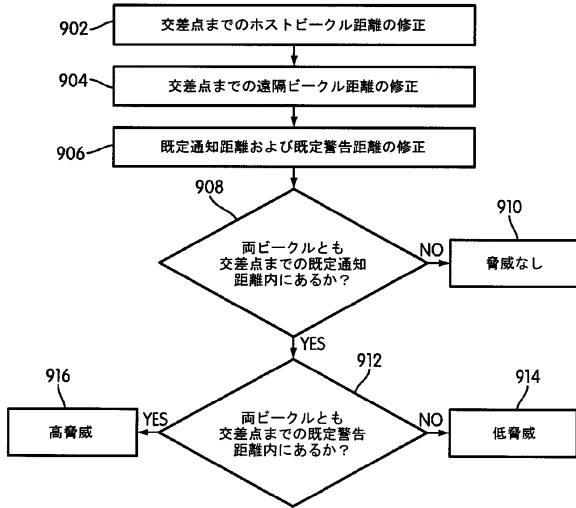 902
交差点までのホストビークル距離の修正
904
交差点までの遠隔ビークル距離の修正
906
既定通知距離および既定警告距離の修正
908
両ビークルとも
交差点までの既定通知
距離内にあるか？
NO
910
脅威なし
YES
912
両ビークルとも
交差点までの既定警告
距離内にあるか？
916
YES
高脅威
NO
914
低脅威